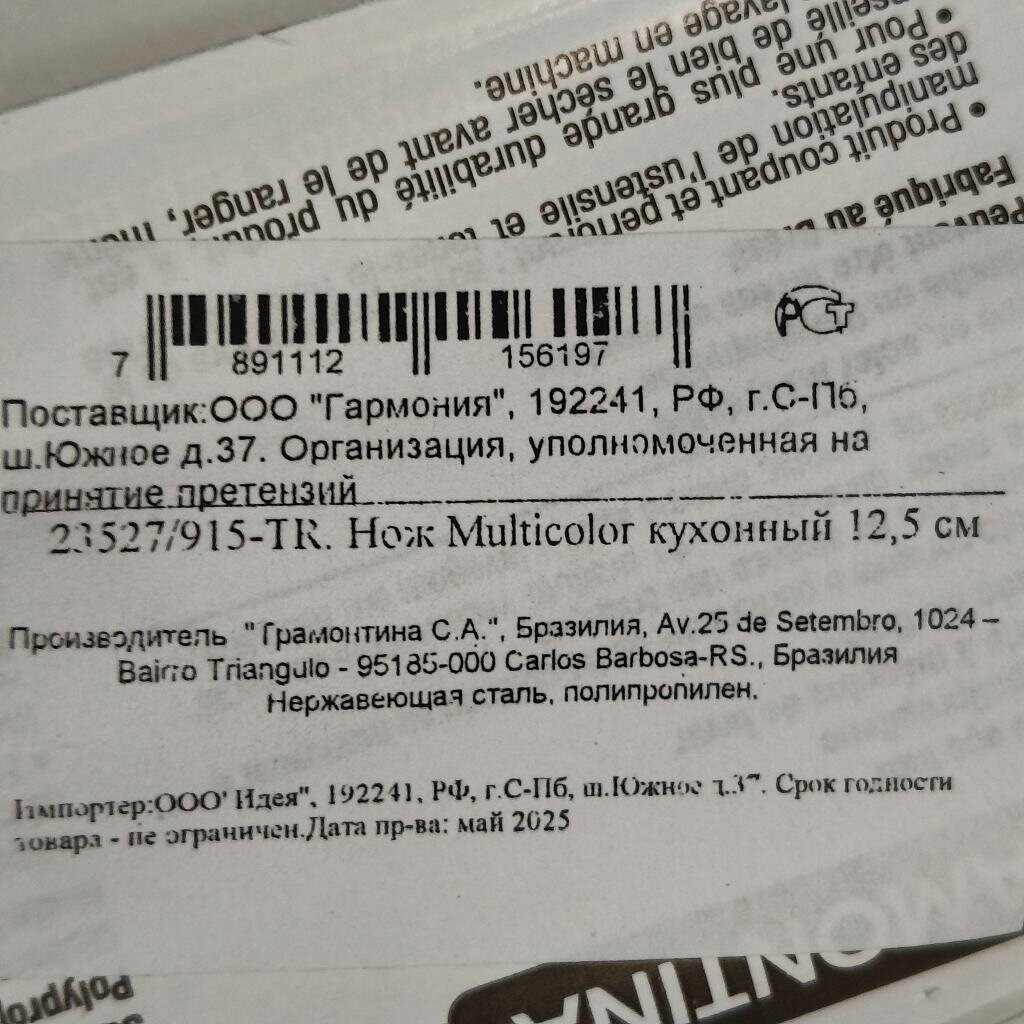 lavage en machine.
de bien le sécher avant de le ranger,
• Pour une plus grande durabilité du
des enfants.
manipulation de l'ustensile et
• Produit coupant et
Fabriqué au
7 891112 156197
РСТ
Поставщик:ООО "Гармония", 192241, РФ, г.С-Пб,
ш.Южное д.37. Организация, уполномоченная на
принятие претензий
23527/915-TR. Нож Multicolor кухонный 12,5 см
Производитель "Трамонтина С.А.", Бразилия, Av.25 de Setembro, 1024 –
Bairro Triangulo - 95185-000 Carlos Barbosa-RS., Бразилия
Нержавеющая сталь, полипропилен.
Импортер:ООО" Идея", 192241, РФ, г.С-Пб, ш.Южное д.37. Срок годности
товара - не ограничен.Дата пр-ва: май 2025